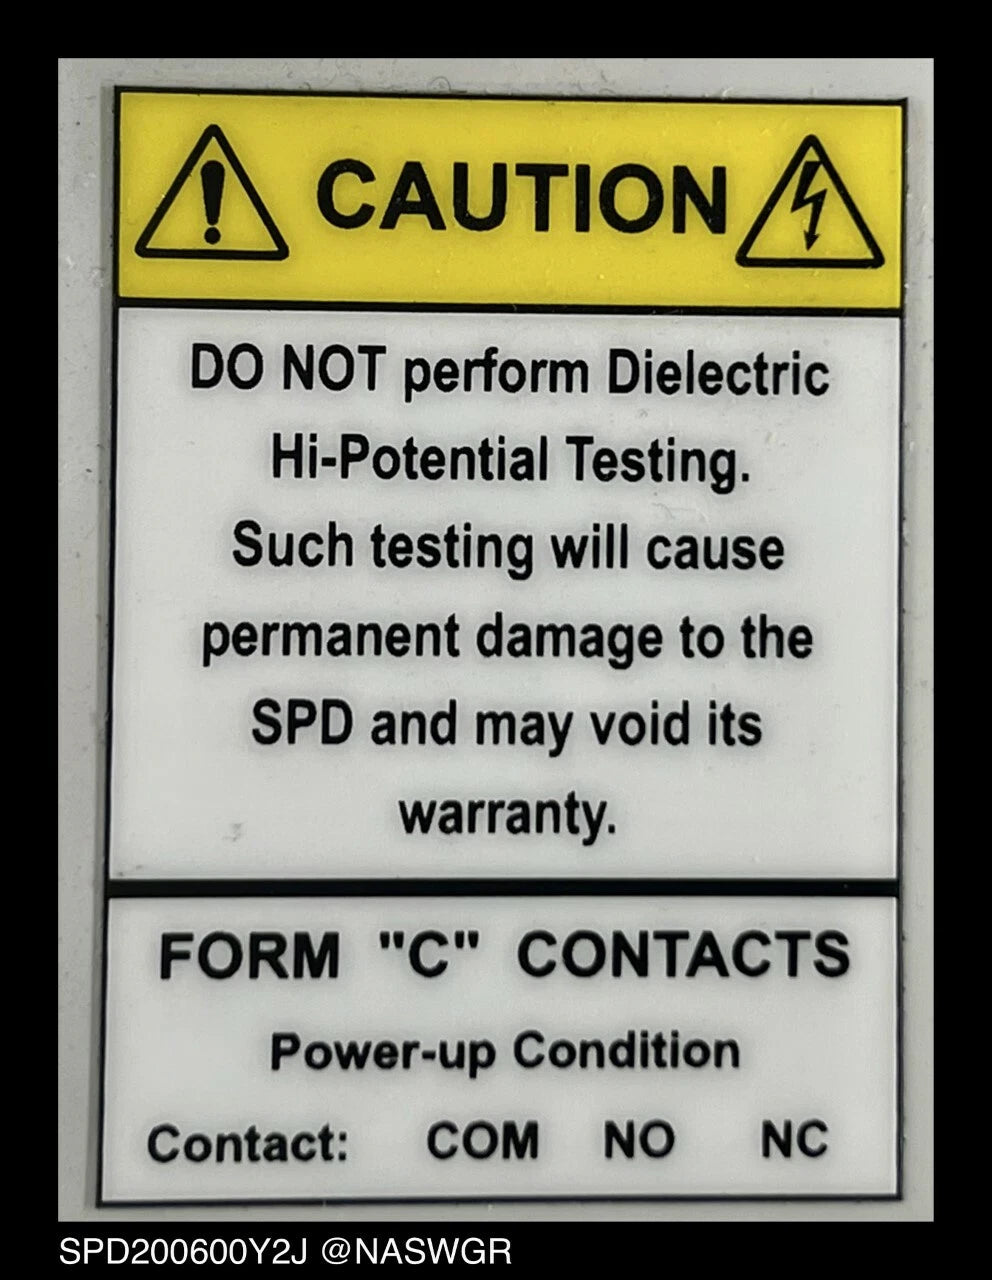 CAUTION
DO NOT perform Dielectric
Hi-Potential Testing.
Such testing will cause
permanent damage to the
SPD and may void its
warranty.
FORM "C" CONTACTS
Power-up Condition
Contact: COM NO NC
SPD200600Y2J @NASWGR